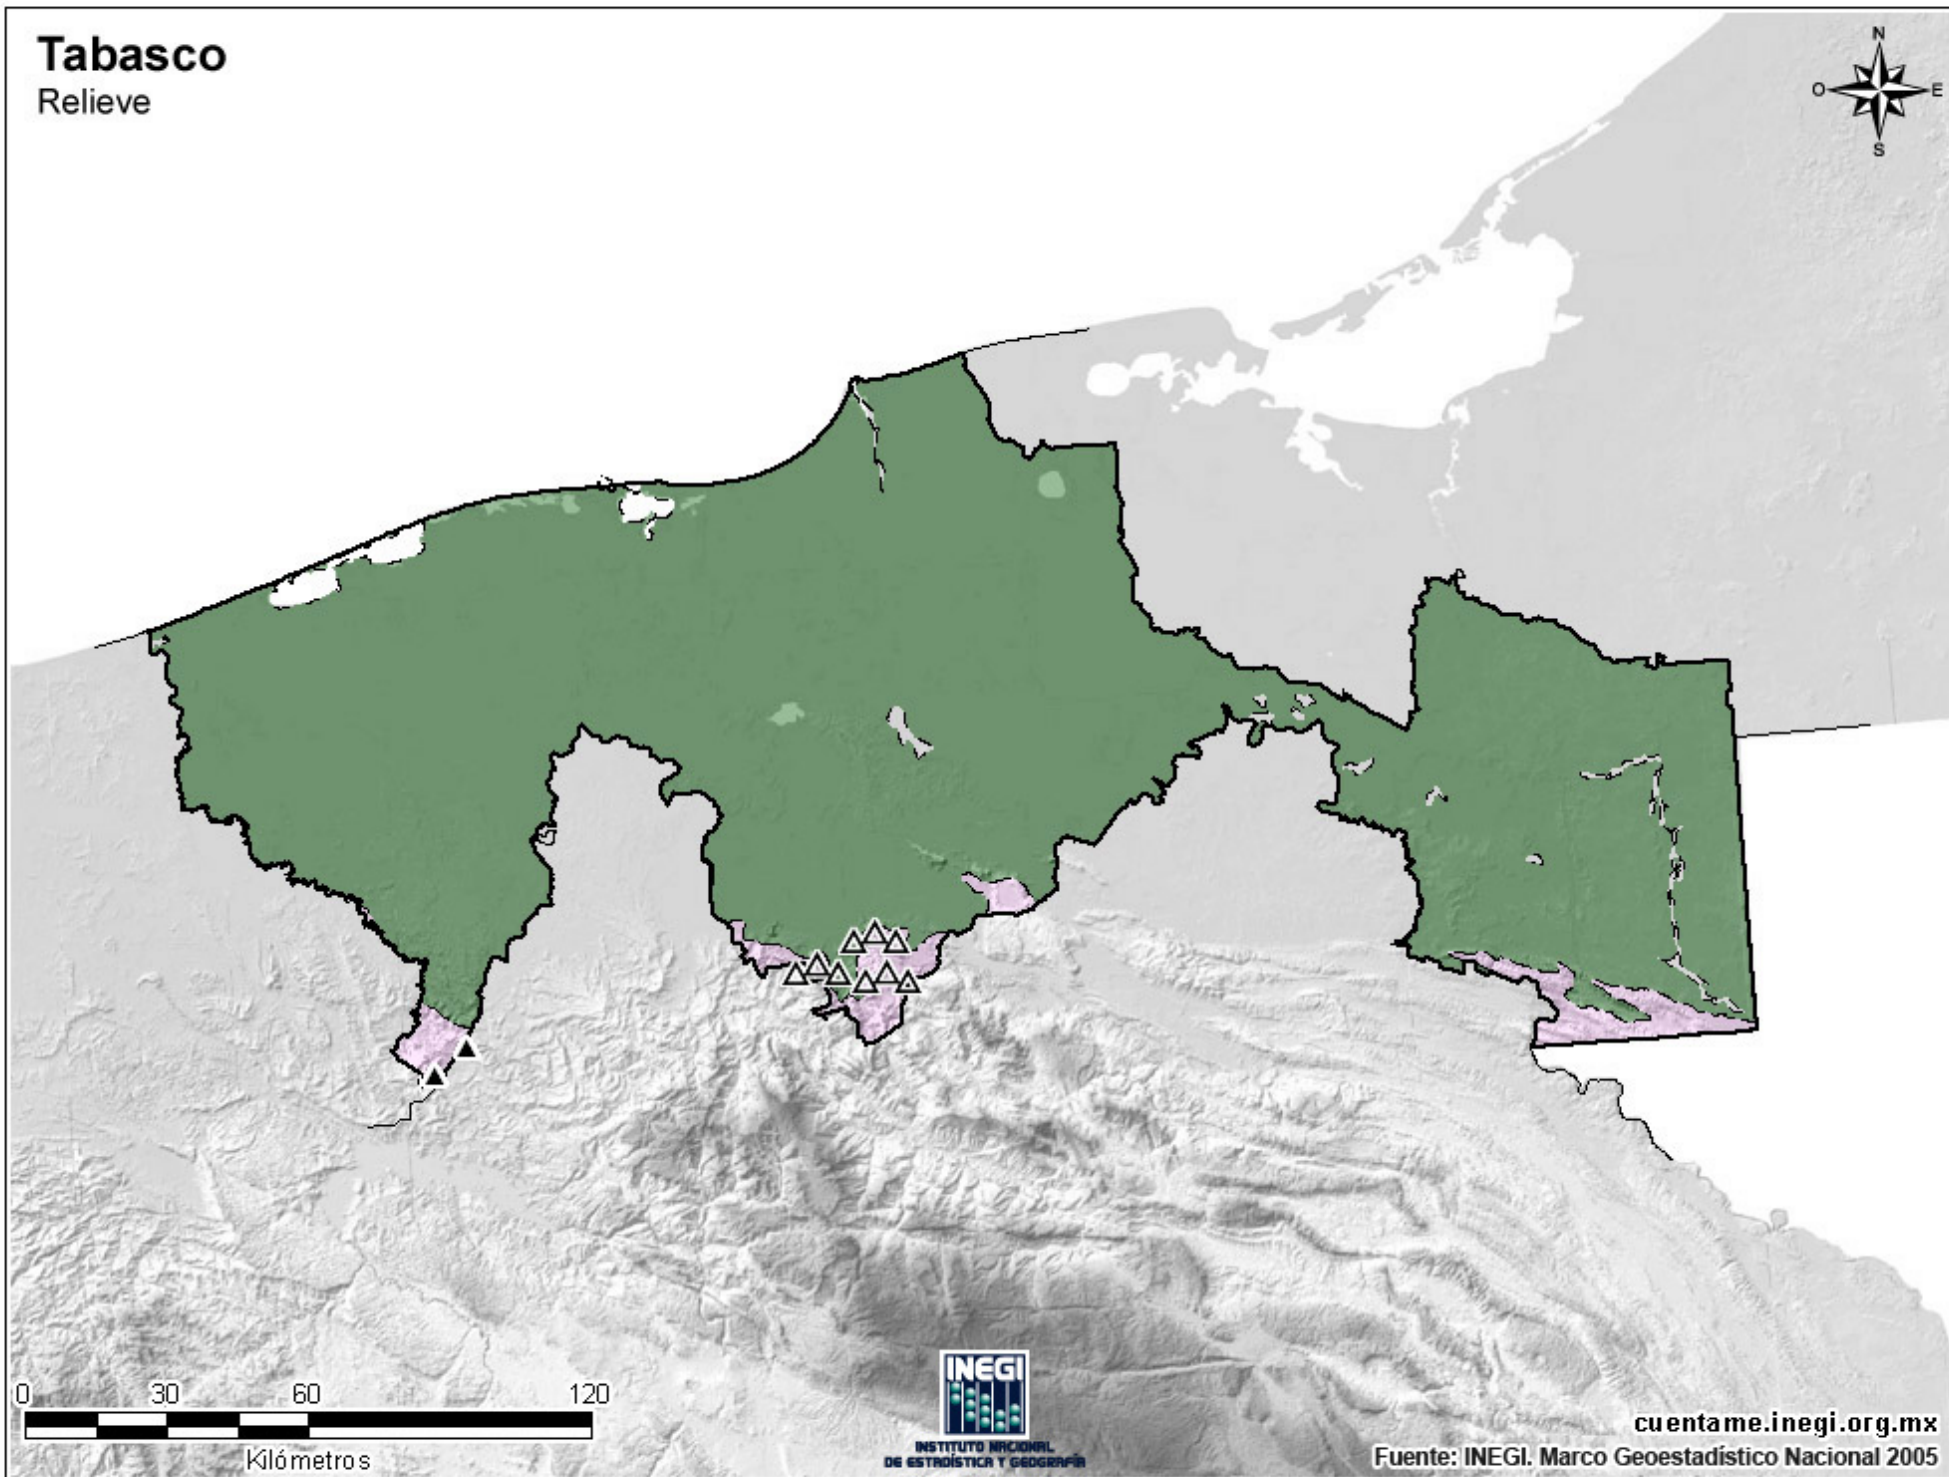 Tabasco
Relieve
N
O
E
S
0 30 60 120
Kilómetros
INEGI
INSTITUTO NACIONAL
DE ESTADÍSTICA Y GEOGRAFÍA
cuentame.inegi.org.mx
Fuente: INEGI. Marco Geoestadístico Nacional 2005